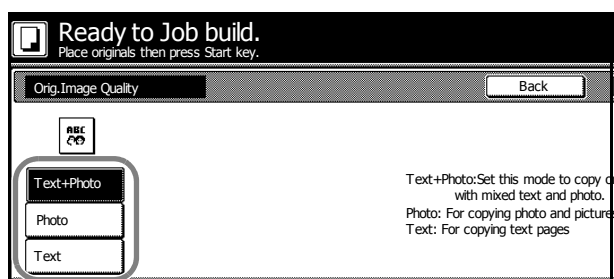 Ready to Job build.
Place originals then press Start key.
Orig.Image Quality
Back
ABC
Text+Photo
Photo
Text
Text+Photo:Set this mode to copy
with mixed text and photo.
Photo: For copying photo and picture
Text: For copying text pages